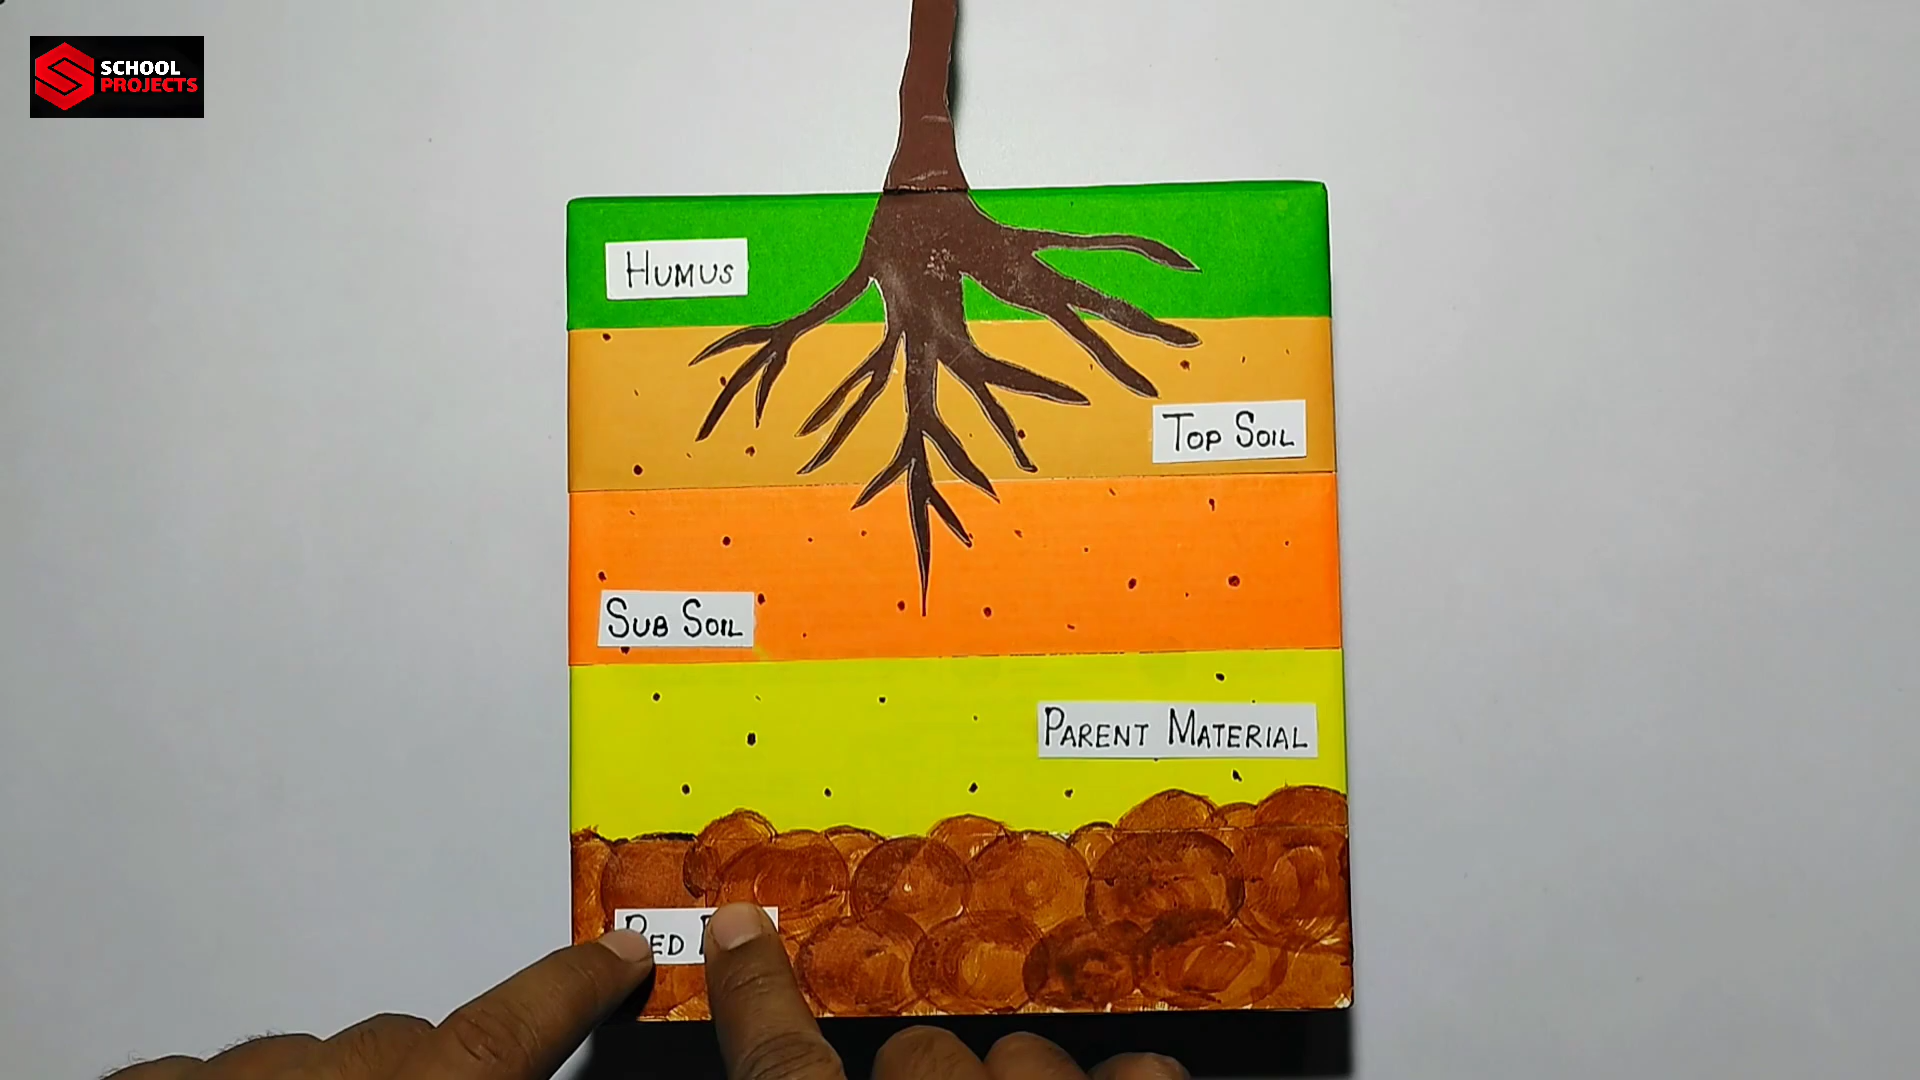 SCHOOL
PROJECTS
HUMUS
TOP SOIL
SUB SOIL
PARENT MATERIAL